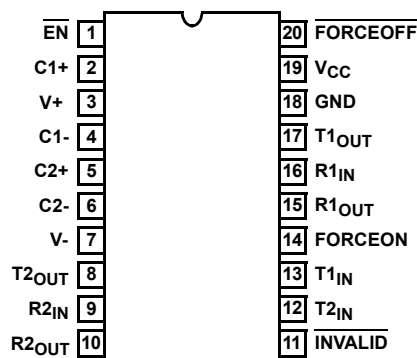 EN 1 20 FORCEOFF
C1+ 2 19 VCC
V+ 3 18 GND
C1- 4 17 T1OUT
C2+ 5 16 R1IN
C2- 6 15 R1OUT
V- 7 14 FORCEON
T2OUT 8 13 T1IN
R2IN 9 12 T2IN
R2OUT 10 11 INVALID